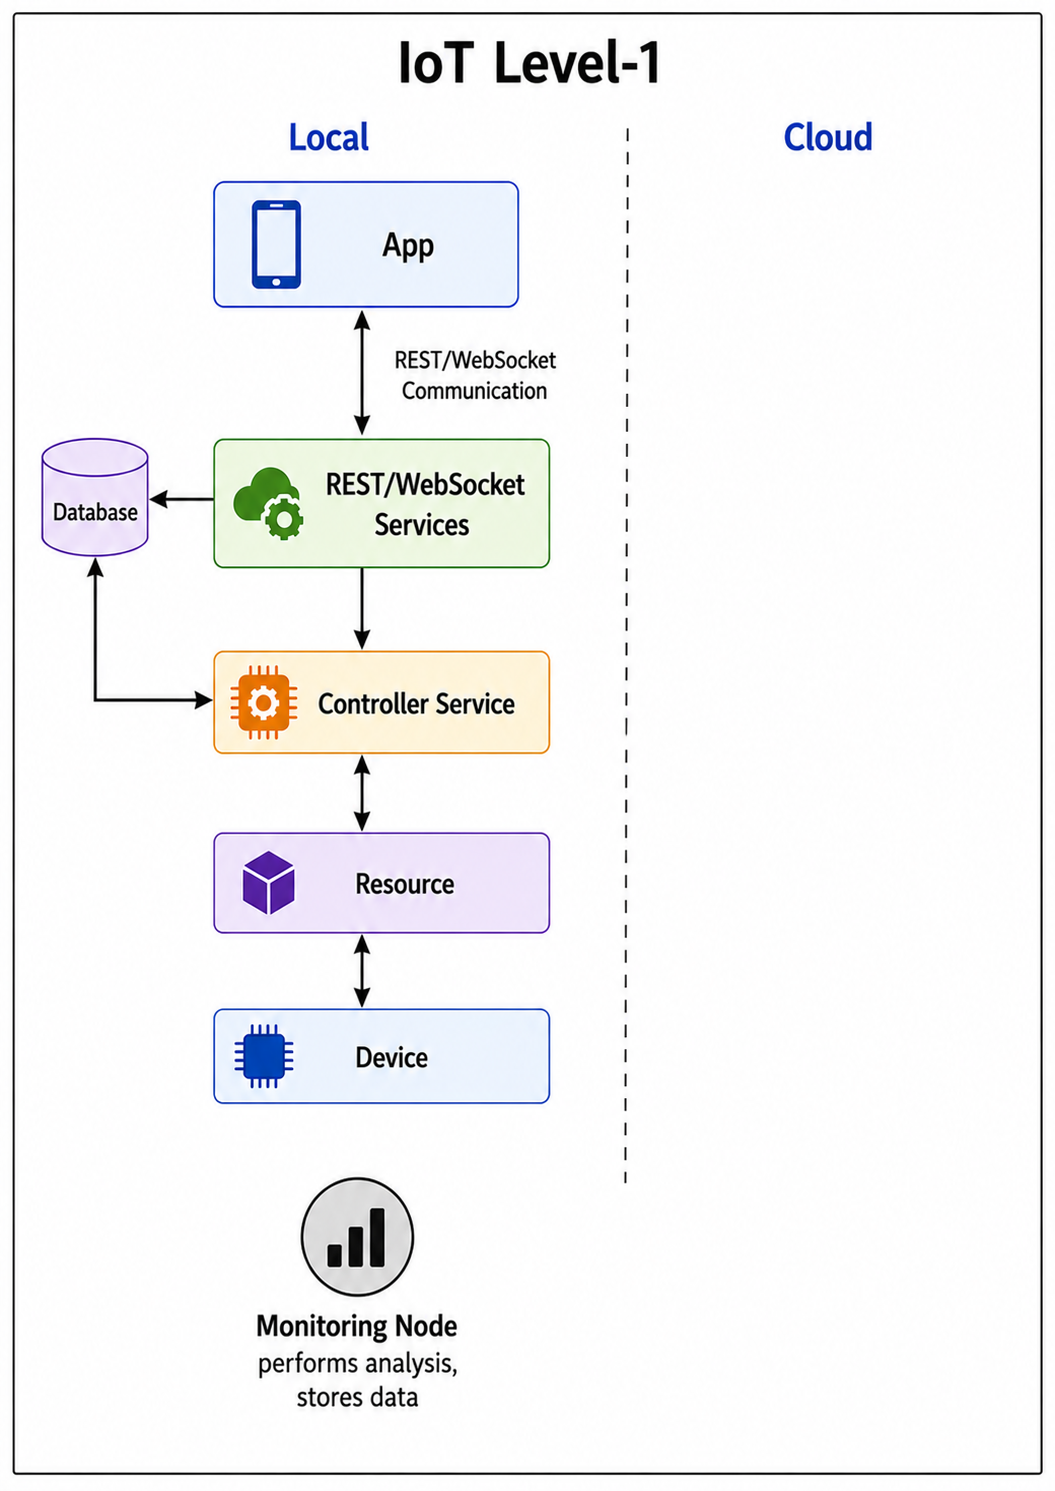 IoT Level-1
Local
Cloud
App
REST/WebSocket
Communication
REST/WebSocket
Services
Database
Controller Service
Resource
Device
Monitoring Node
performs analysis,
stores data